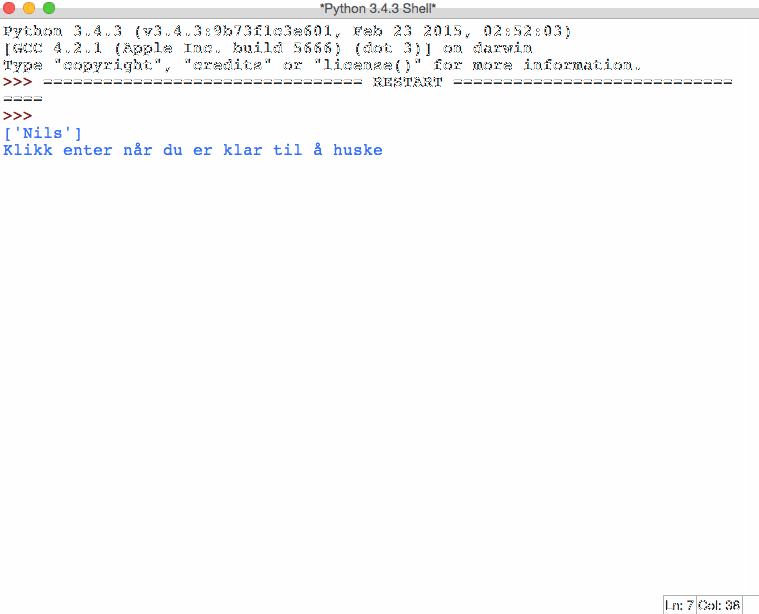 *Python 3.4.3 Shell*
Python 3.4.3 (v3.4.3:9b73f1c3e601, Feb 23 2015, 02:52:03)
[GCC 4.2.1 (Apple Inc. build 5666) (dot 3)] on darwin
Type "copyright", "credits" or "license()" for more information.
>>> ================================ RESTART ============================
====
>>>
['Nils']
Klikk enter når du er klar til å huske
Ln: 7 Col: 38